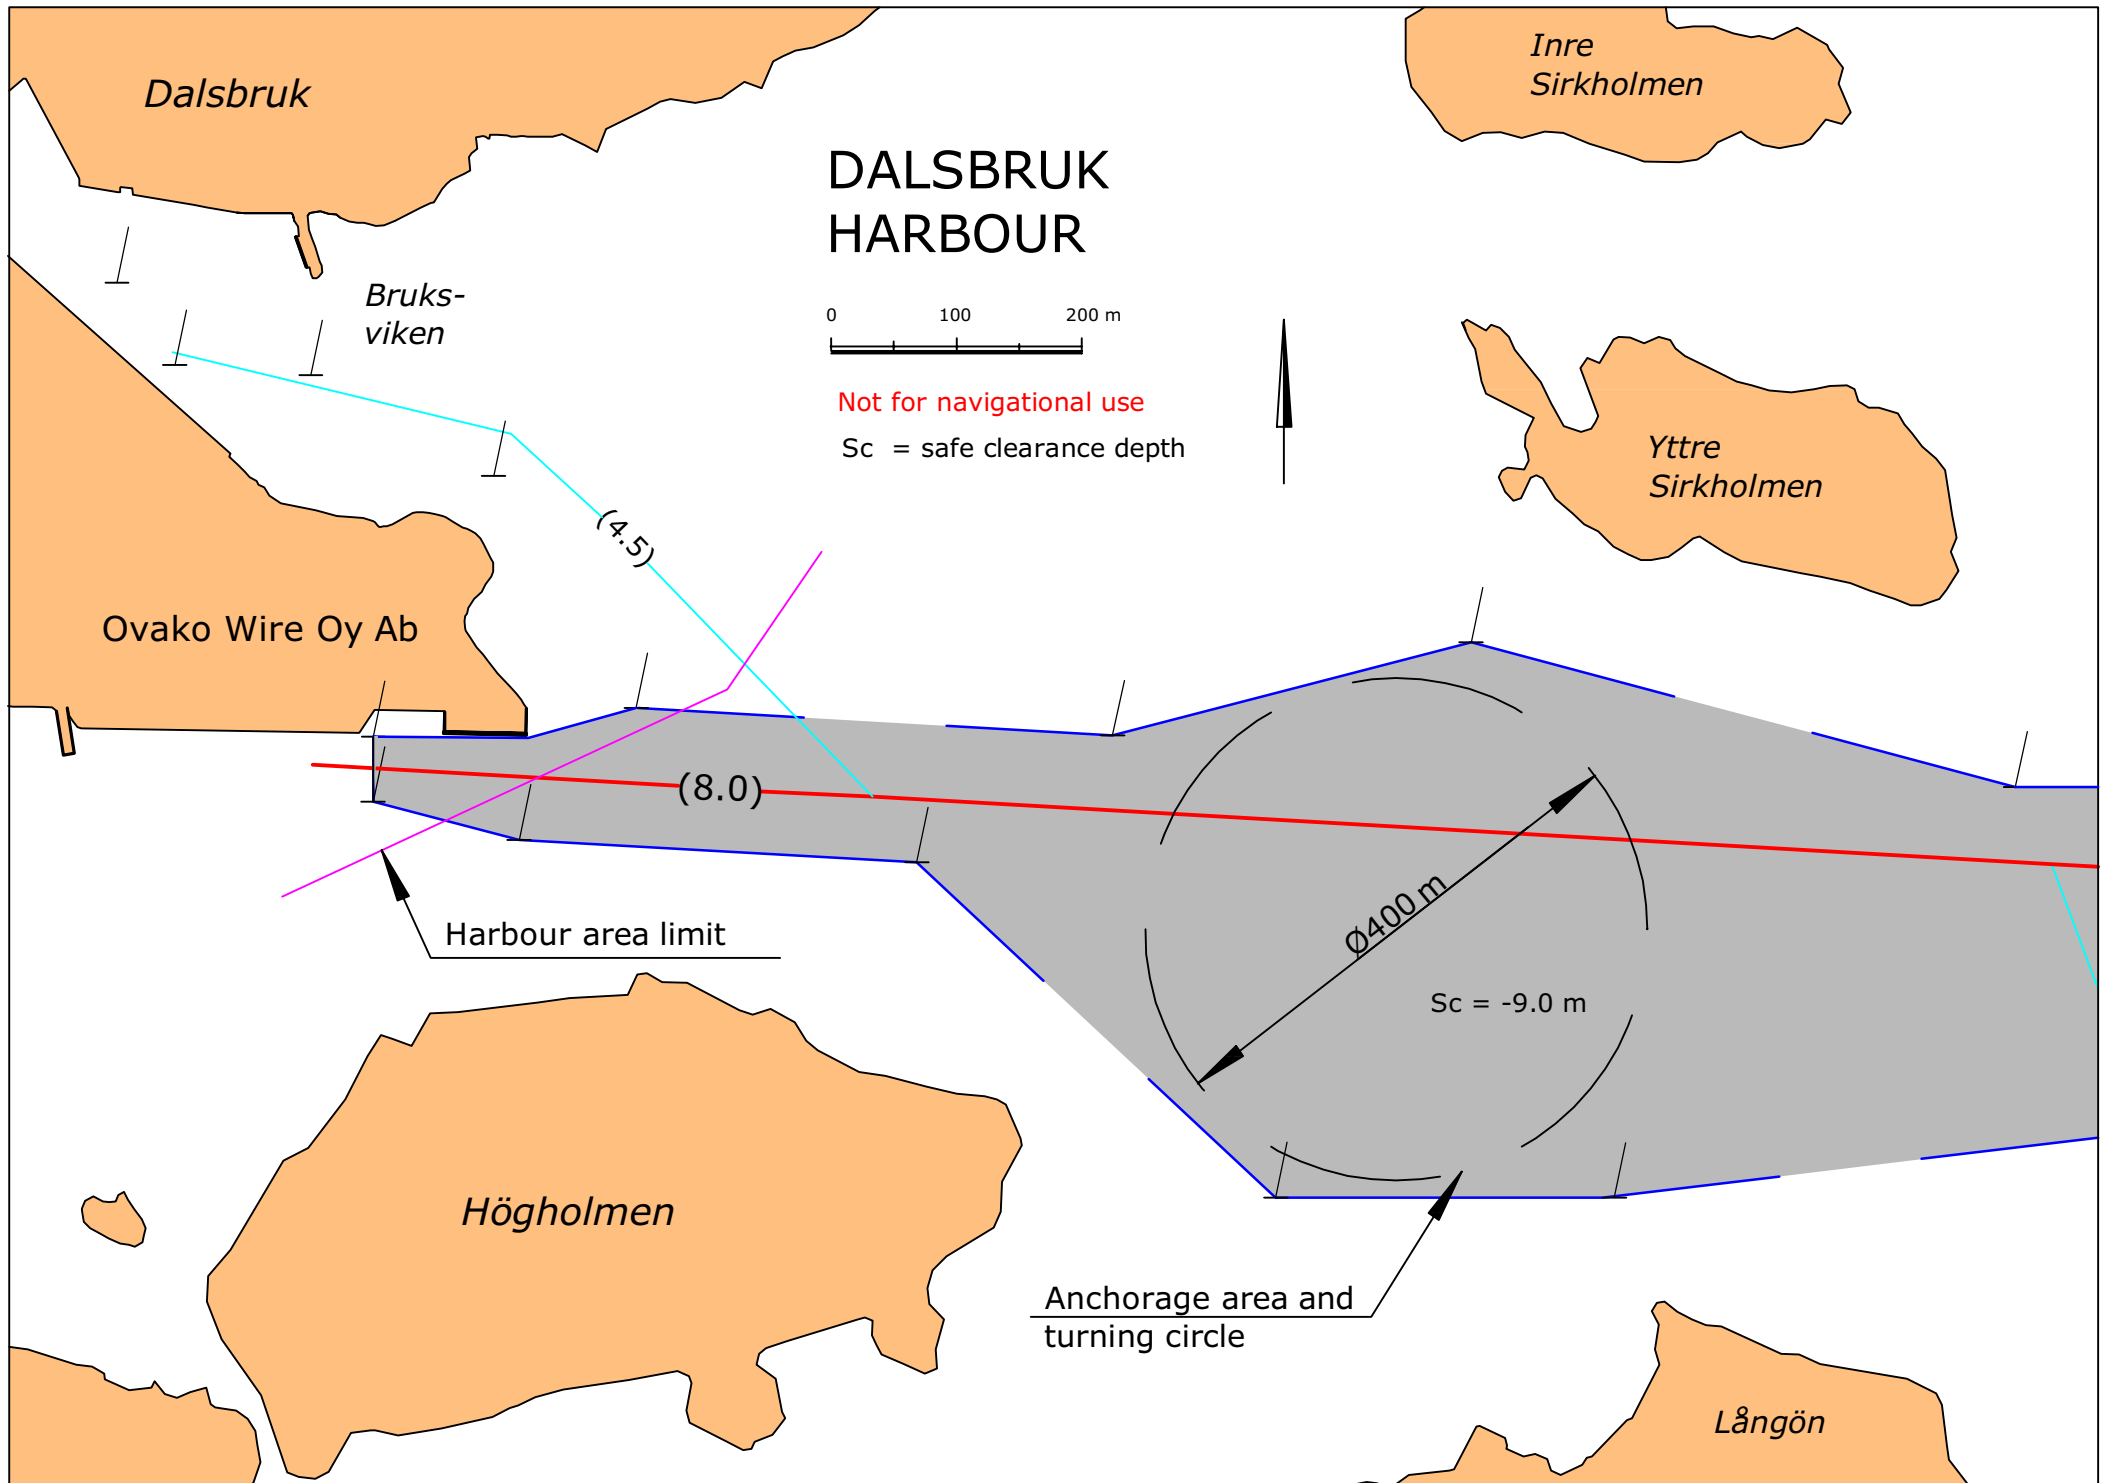 Inre
Sirkholmen
Dalsbruk
DALSBRUK
HARBOUR
Bruks-
viken
0 100 200 m
Not for navigational use
Sc = safe clearance depth
Yttre
Sirkholmen
(4.5)
Ovako Wire Oy Ab
(8.0)
Ø400 m
Harbour area limit
Sc = -9.0 m
Högholmen
Anchorage area and
turning circle
Långön